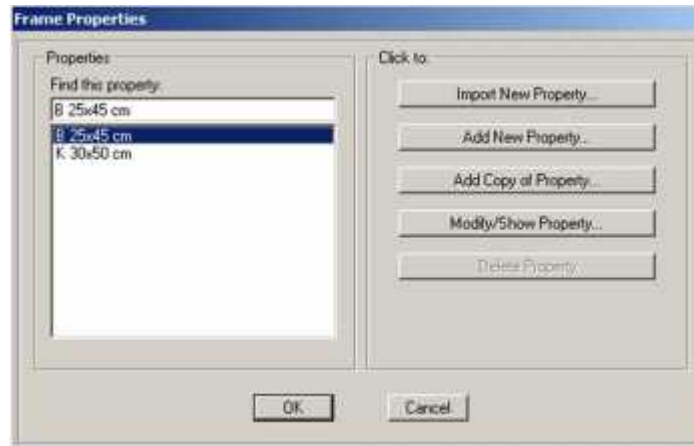 Frame Properties
Properties
Find this property:
B 25x45 cm
B 25x45 cm
K 30x50 cm
Click to:
Import New Property...
Add New Property...
Add Copy of Property...
Modify/Show Property...
Delete Property
OK
Cancel